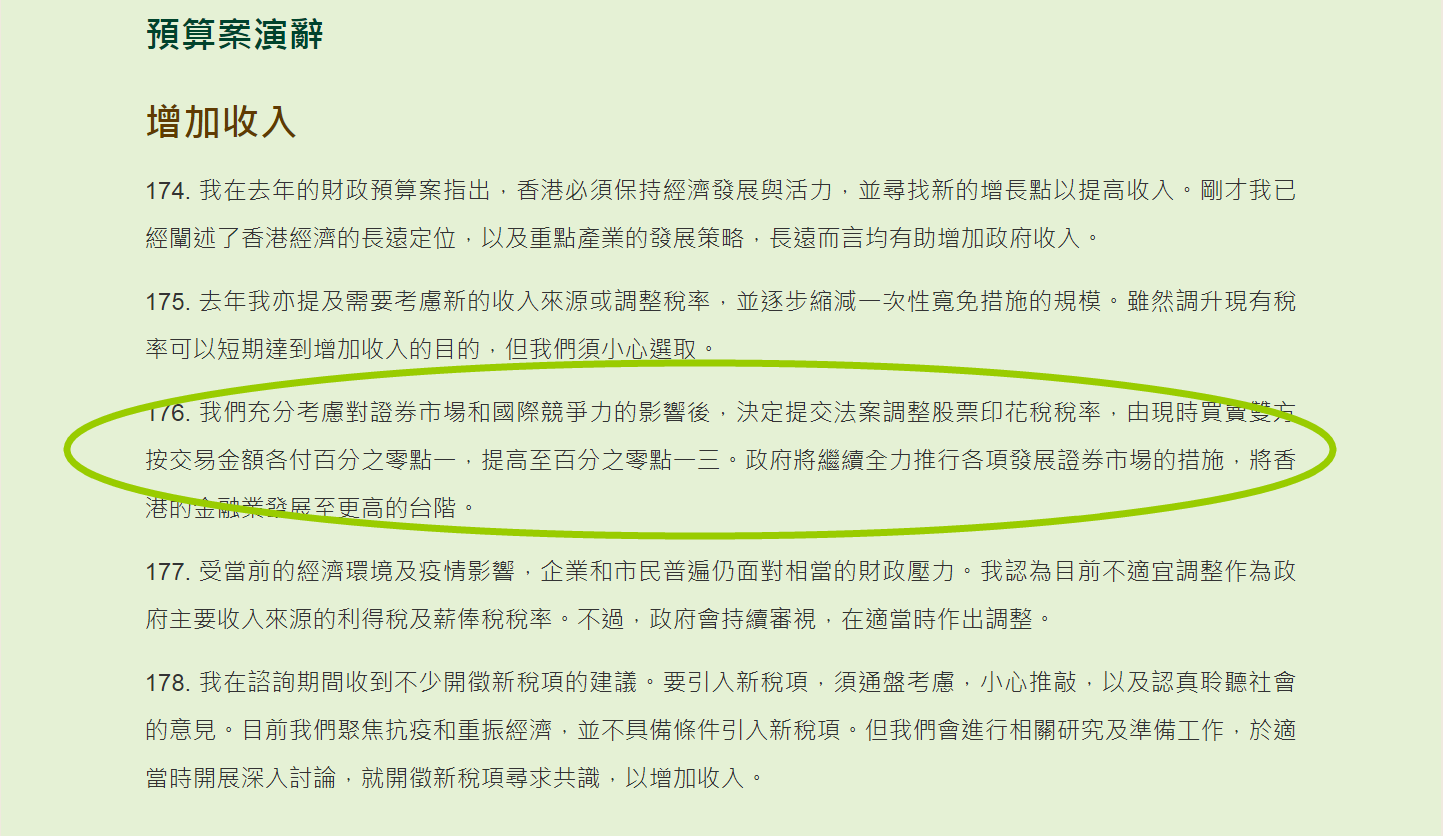 預算案演辭
增加收入
174. 我在去年的財政預算案指出，香港必須保持經濟發展與活力，並尋找新的增長點以提高收入。剛才我已
經闡述了香港經濟的長遠定位，以及重點產業的發展策略，長遠而言均有助增加政府收入。
175. 去年我亦提及需要考慮新的收入來源或調整稅率，並逐步縮減一次性寬免措施的規模。雖然調升現有稅
率可以短期達到增加收入的目的，但我們須小心選取。
176. 我們充分考慮對證券市場和國際競爭力的影響後，決定提交法案調整股票印花稅稅率，由現時買賣雙方
按交易金額各付百分之零點一，提高至百分之零點一三。政府將繼續全力推行各項發展證券市場的措施，將香
港的金融業發展至更高的台階。
177. 受當前的經濟環境及疫情影響，企業和市民普遍仍面對相當的財政壓力。我認為目前不適宜調整作為政
府主要收入來源的利得稅及薪俸稅稅率。不過，政府會持續審視，在適當時作出調整。
178. 我在諮詢期間收到不少開徵新稅項的建議。要引入新稅項，須通盤考慮，小心推敲，以及認真聆聽社會
的意見。目前我們聚焦抗疫和重振經濟，並不具備條件引入新稅項。但我們會進行相關研究及準備工作，於適
當時開展深入討論，就開徵新稅項尋求共識，以增加收入。